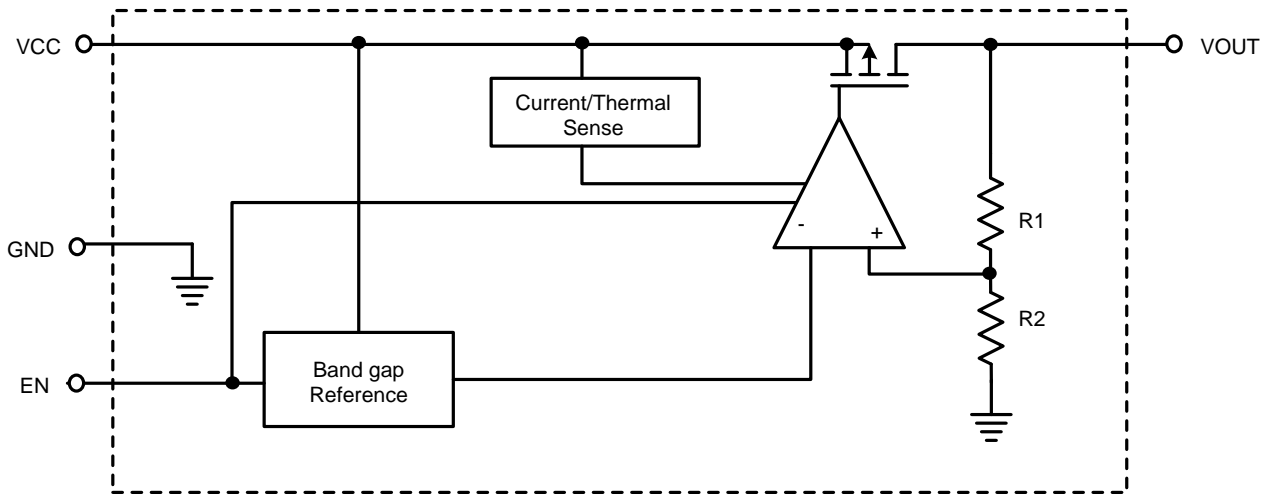 VCC
VOUT
Current/Thermal
Sense
-
+
R1
GND
R2
EN
Band gap
Reference